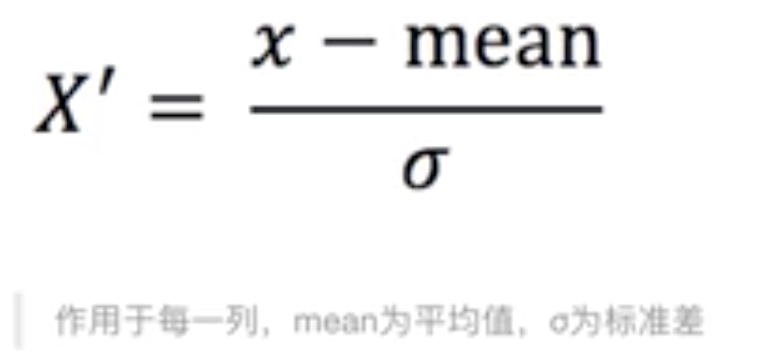 X′ = (x − mean) / σ
作用于每一列，mean为平均值，σ为标准差